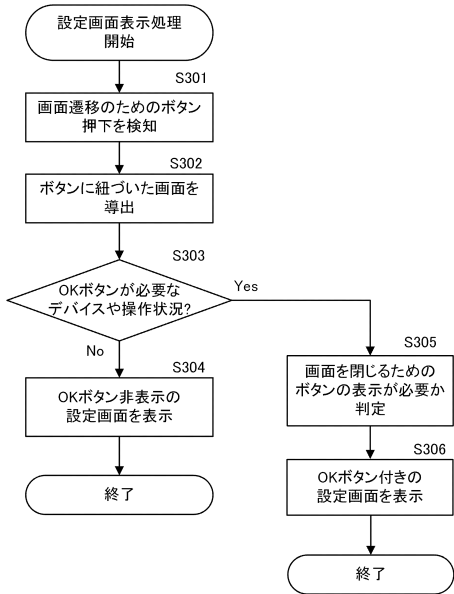 設定画面表示処理
開始
S301
画面遷移のためのボタン
押下を検知
S302
ボタンに紐づいた画面を
導出
S303
OKボタンが必要な
デバイスや操作状況?
Yes
No
S304
OKボタン非表示の
設定画面を表示
終了
S305
画面を閉じるための
ボタンの表示が必要か
判定
S306
OKボタン付きの
設定画面を表示
終了